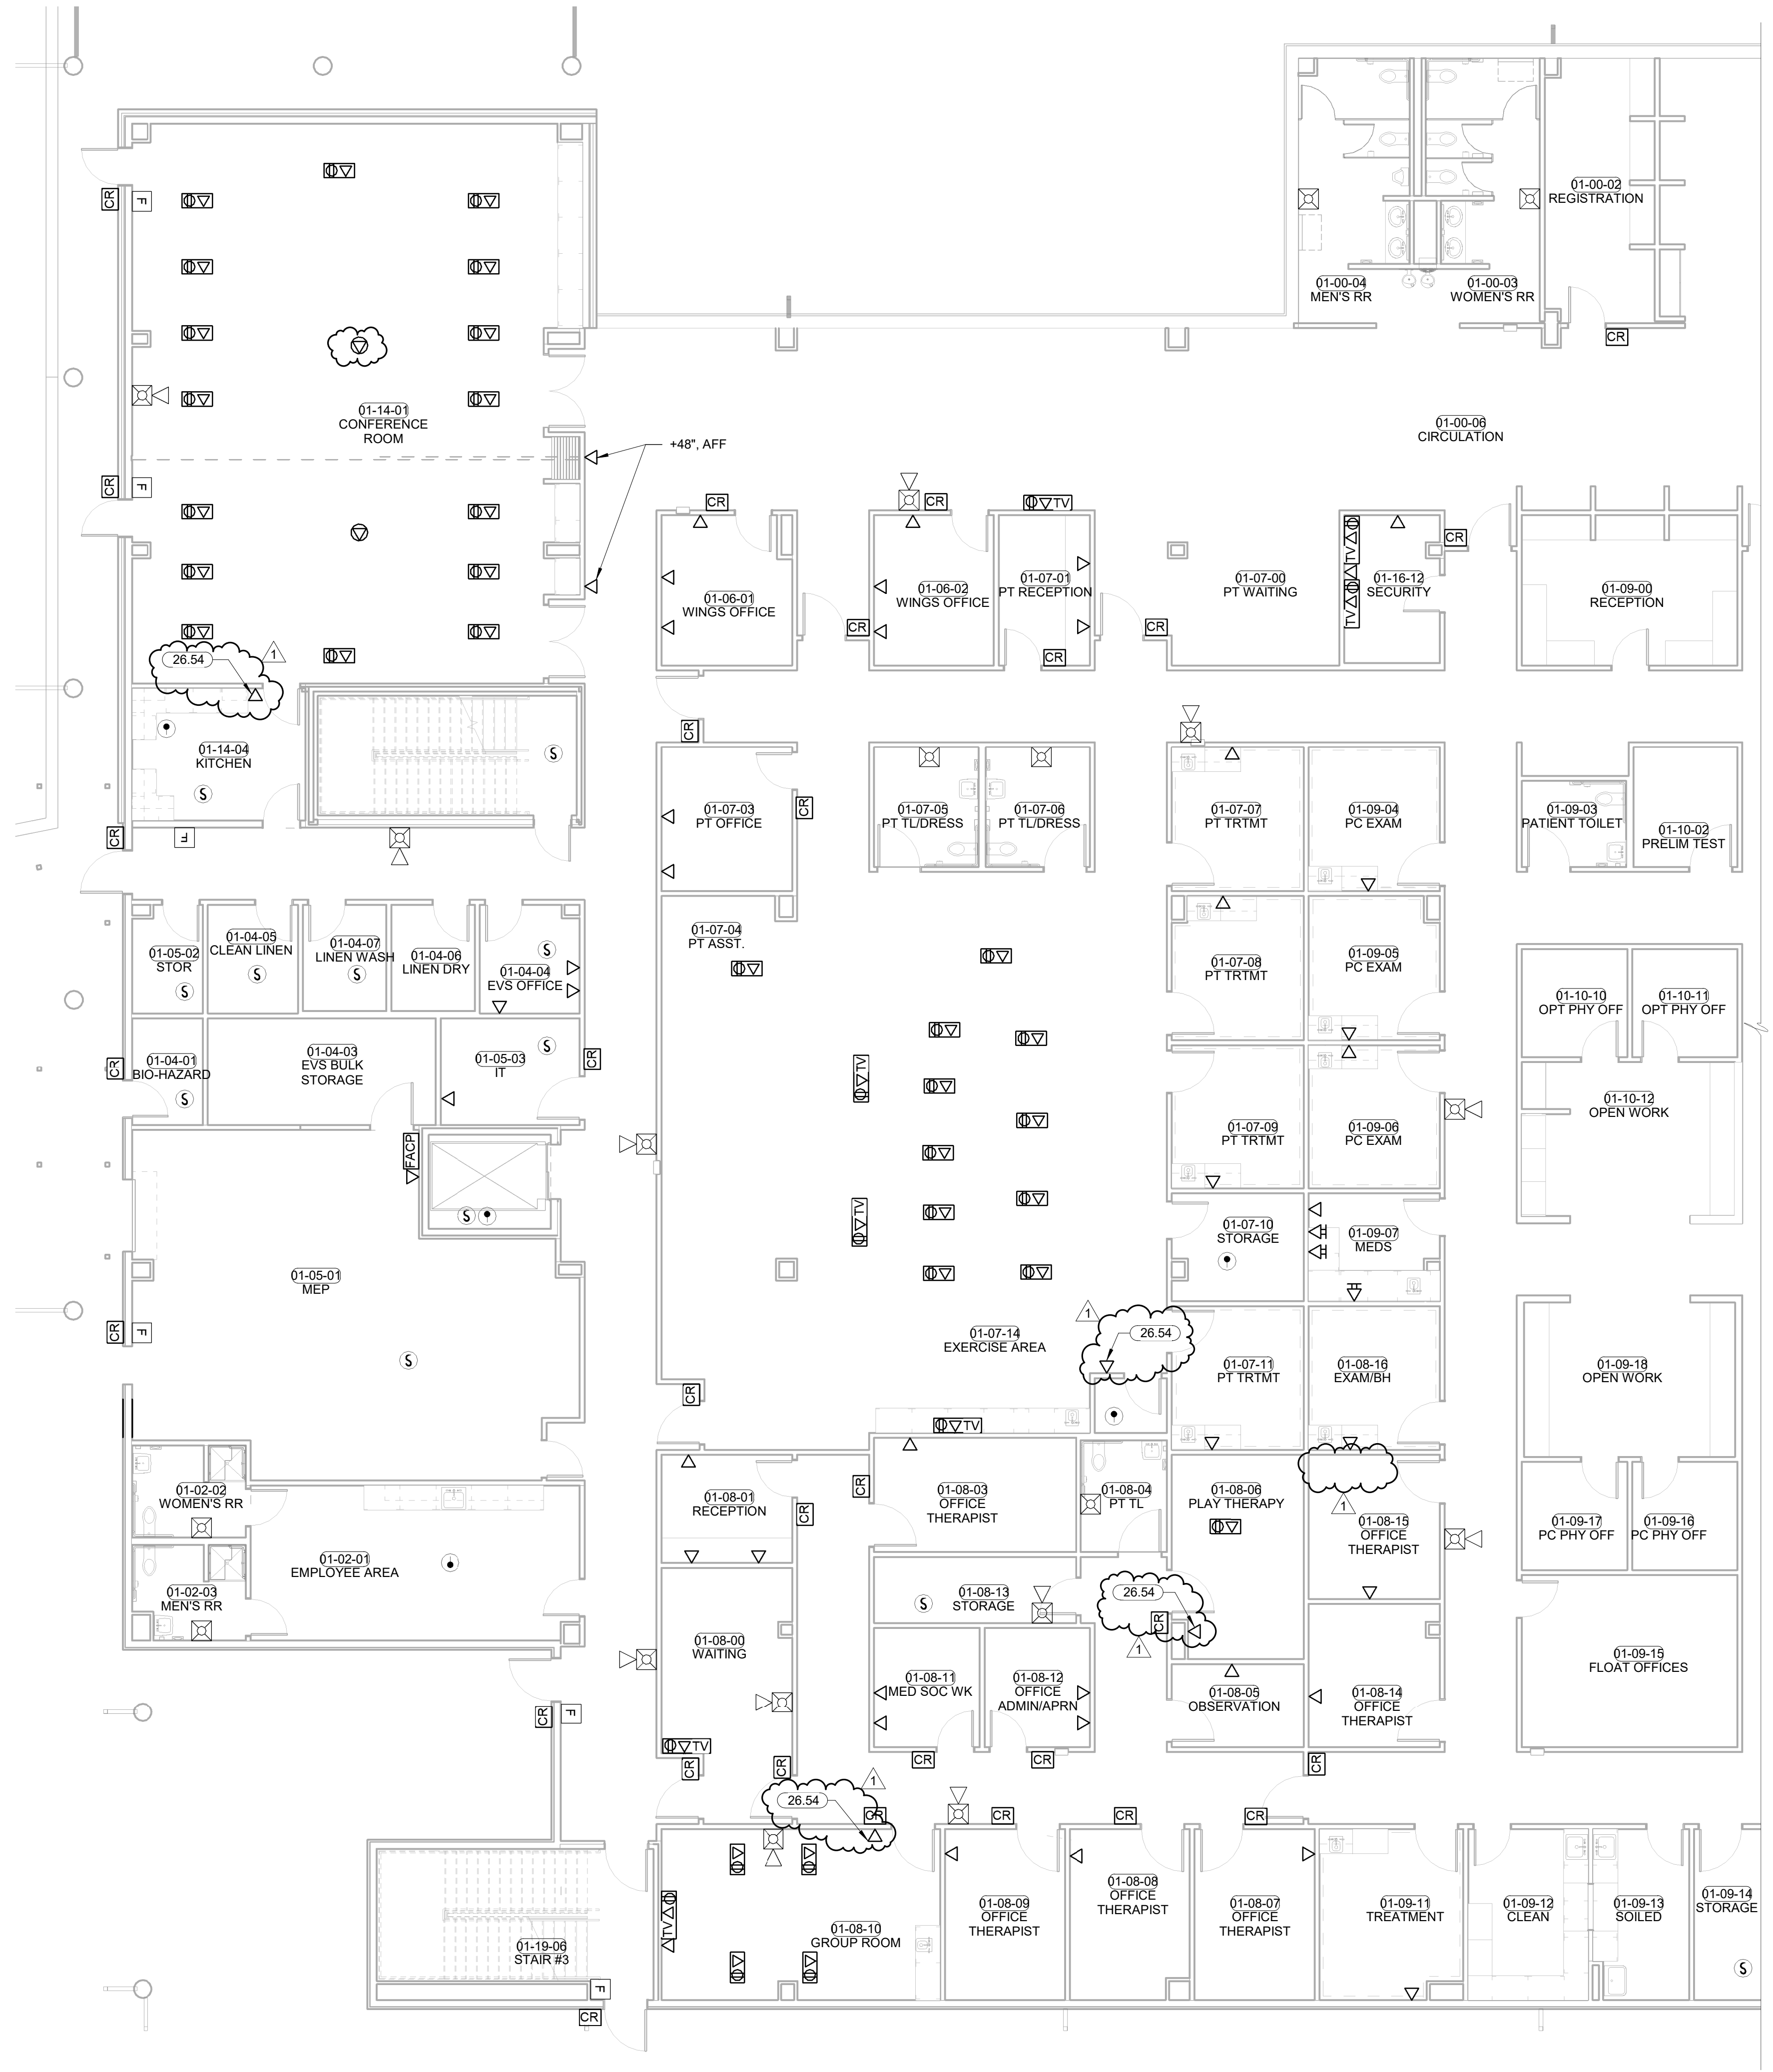 01-00-02
REGISTRATION
CR
F
01-00-04
MEN'S RR
01-00-03
WOMEN'S RR
CR
01-14-01
CONFERENCE
ROOM
01-00-06
CIRCULATION
+48", AFF
CR
F
CR
CR
TV
CR
TV
TV
01-06-01
WINGS OFFICE
01-06-02
WINGS OFFICE
01-07-01
PT RECEPTION
01-07-00
PT WAITING
01-16-12
SECURITY
01-09-00
RECEPTION
CR
CR
CR
26.54
1
CR
01-14-04
KITCHEN
S
S
CR
F
01-07-03
PT OFFICE
CR
01-07-05
PT TL/DRESS
01-07-06
PT TL/DRESS
01-07-07
PT TRTMT
01-09-04
PC EXAM
01-09-03
PATIENT TOILET
01-10-02
PRELIM TEST
01-05-02
STOR
01-04-05
CLEAN LINEN
01-04-07
LINEN WASH
01-04-06
LINEN DRY
01-04-04
EVS OFFICE
S
S
S
S
01-07-04
PT ASST.
01-07-08
PT TRTMT
01-09-05
PC EXAM
01-10-10
OPT PHY OFF
01-10-11
OPT PHY OFF
CR
01-04-01
BIO-HAZARD
S
01-04-03
EVS BULK
STORAGE
01-05-03
IT
S
CR
TV
01-07-09
PT TRTMT
01-09-06
PC EXAM
01-10-12
OPEN WORK
FACP
S
TV
01-07-10
STORAGE
01-09-07
MEDS
01-05-01
MEP
CR
F
S
01-07-14
EXERCISE AREA
1
26.54
01-07-11
PT TRTMT
01-08-16
EXAM/BH
01-09-18
OPEN WORK
CR
TV
01-02-02
WOMEN'S RR
01-08-01
RECEPTION
CR
CR
01-08-03
OFFICE
THERAPIST
01-08-04
PT TL
01-08-06
PLAY THERAPY
1
01-08-15
OFFICE
THERAPIST
01-09-17
PC PHY OFF
01-09-16
PC PHY OFF
01-02-01
EMPLOYEE AREA
01-02-03
MEN'S RR
S
01-08-13
STORAGE
26.54
CR
1
01-08-00
WAITING
01-08-11
MED SOC WK
01-08-12
OFFICE
ADMIN/APRN
01-08-05
OBSERVATION
01-08-14
OFFICE
THERAPIST
01-09-15
FLOAT OFFICES
CR
F
TV
CR
CR
CR
CR
CR
1
26.54
CR
CR
CR
CR
TV
01-08-10
GROUP ROOM
01-08-09
OFFICE
THERAPIST
01-08-08
OFFICE
THERAPIST
01-08-07
OFFICE
THERAPIST
01-09-11
TREATMENT
01-09-12
CLEAN
01-09-13
SOILED
01-09-14
STORAGE
01-19-06
STAIR #3
S
F
CR